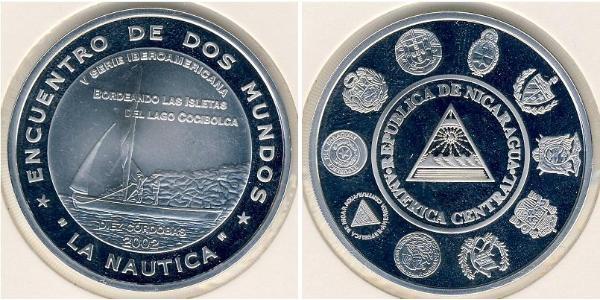 ENCUENTRO DE DOS MUNDOS
V SERIE IBEROAMERICANA
BORDEANDO LAS ISLETAS
DEL LAGO COCIBOLCA
DIEZ CÓRDOBAS
2002
"LA NAUTICA"
REPUBLICA DE NICARAGUA
AMERICA CENTRAL